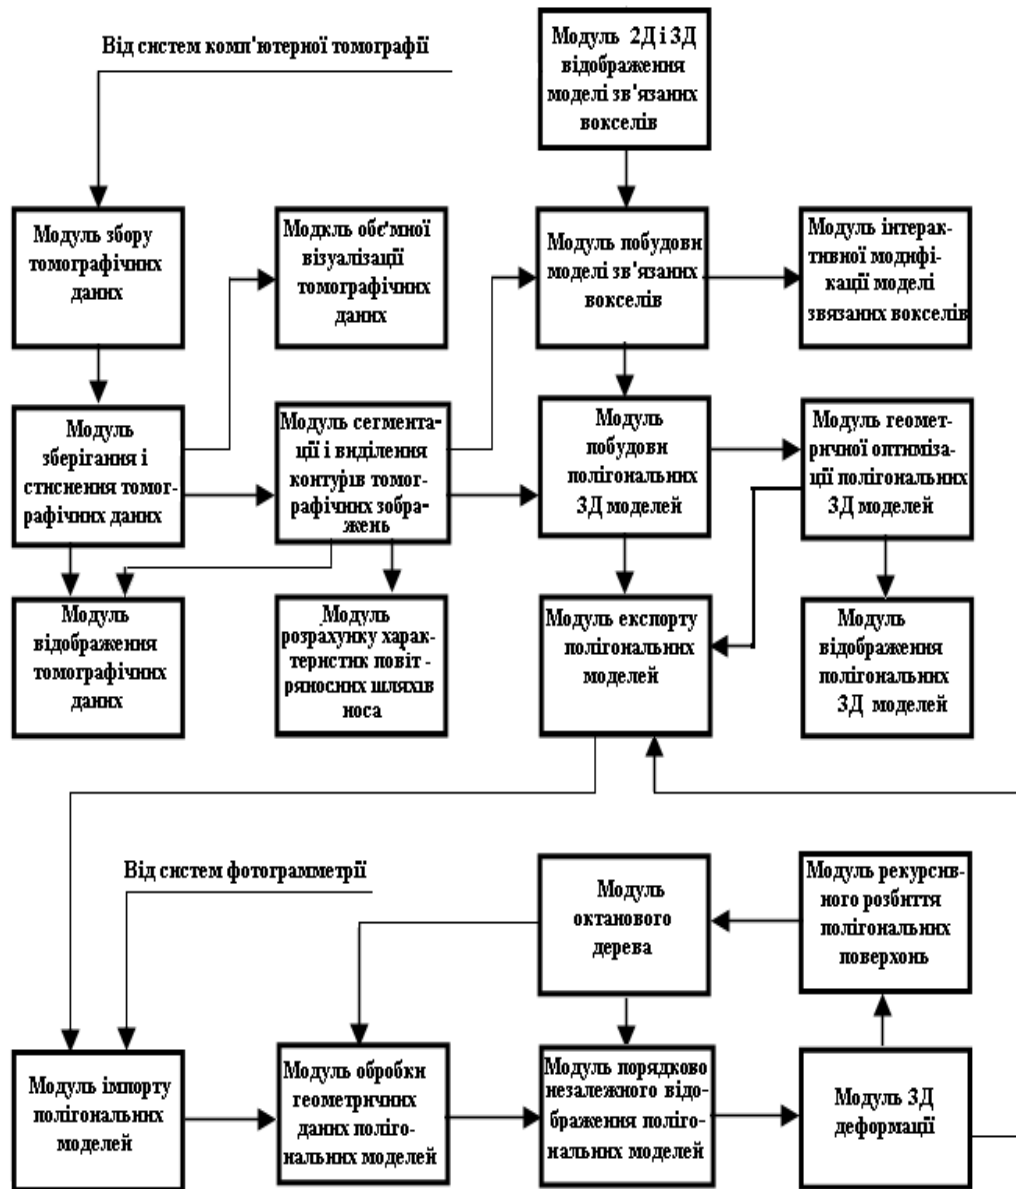 Від систем комп'ютерної томографії
Модуль 2Д і 3Д
відображення
моделі зв'язаних
вокселів
Модуль збору
томографічних
даних
Модкль обє'мної
візуалізації
томографічних
даних
Модуль побудови
моделі зв'язаних
вокселів
Модуль інтерак-
тивної модифі-
кації моделі
звязаних вокселів
Модуль
зберігання і
стиснення томог-
рафічних даних
Модуль сегмента-
ції і виділення
контурів томог-
рафічних зобра-
жень
Модуль
побудови
полігональних
3Д моделей
Модуль геомет-
ричної оптиміза-
ції полігональних
3Д моделей
Модуль
відображення
томографічних
даних
Модуль
розрахунку харак-
теристик повіт -
ряносних шляхів
носа
Модуль експорту
полігональних
моделей
Модуль
відображення
полігональних
3Д моделей
Від систем фотограмметрії
Модуль
октанового
дерева
Модуль рекурсив-
ного розбиття
полігональних
поверхонь
Модуль імпорту
полігональних
моделей
Модуль обробки
геометричних
даних поліго-
нальних моделей
Модуль порядково
незалежного відо-
браження поліго-
нальних моделей
Модуль 3Д
деформації